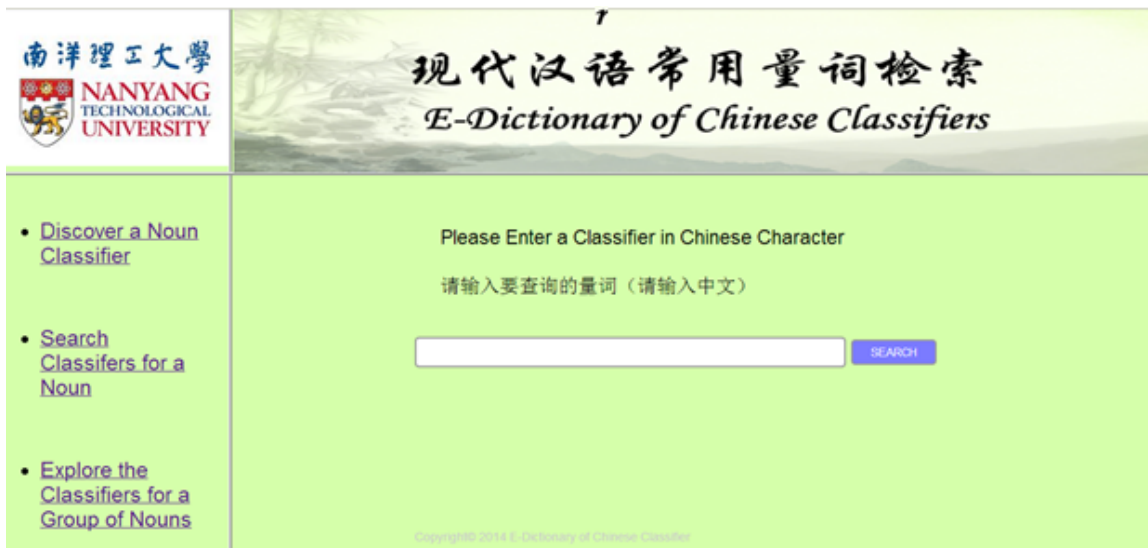 南洋理工大學
NANYANG
TECHNOLOGICAL
UNIVERSITY
现代汉语常用量词检索
E-Dictionary of Chinese Classifiers
Discover a Noun
Classifier
Search
Classifers for a
Noun
Explore the
Classifiers for a
Group of Nouns
Please Enter a Classifier in Chinese Character
请输入要查询的量词（请输入中文）
SEARCH
Copyright© 2014 E-Dictionary of Chinese Classifier